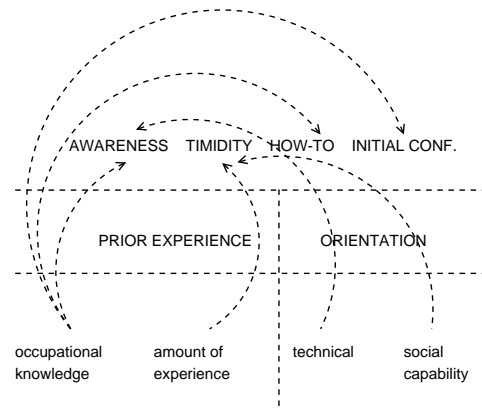 AWARENESS TIMIDITY HOW-TO INITIAL CONF.
PRIOR EXPERIENCE ORIENTATION
occupational amount of technical social
knowledge experience capability